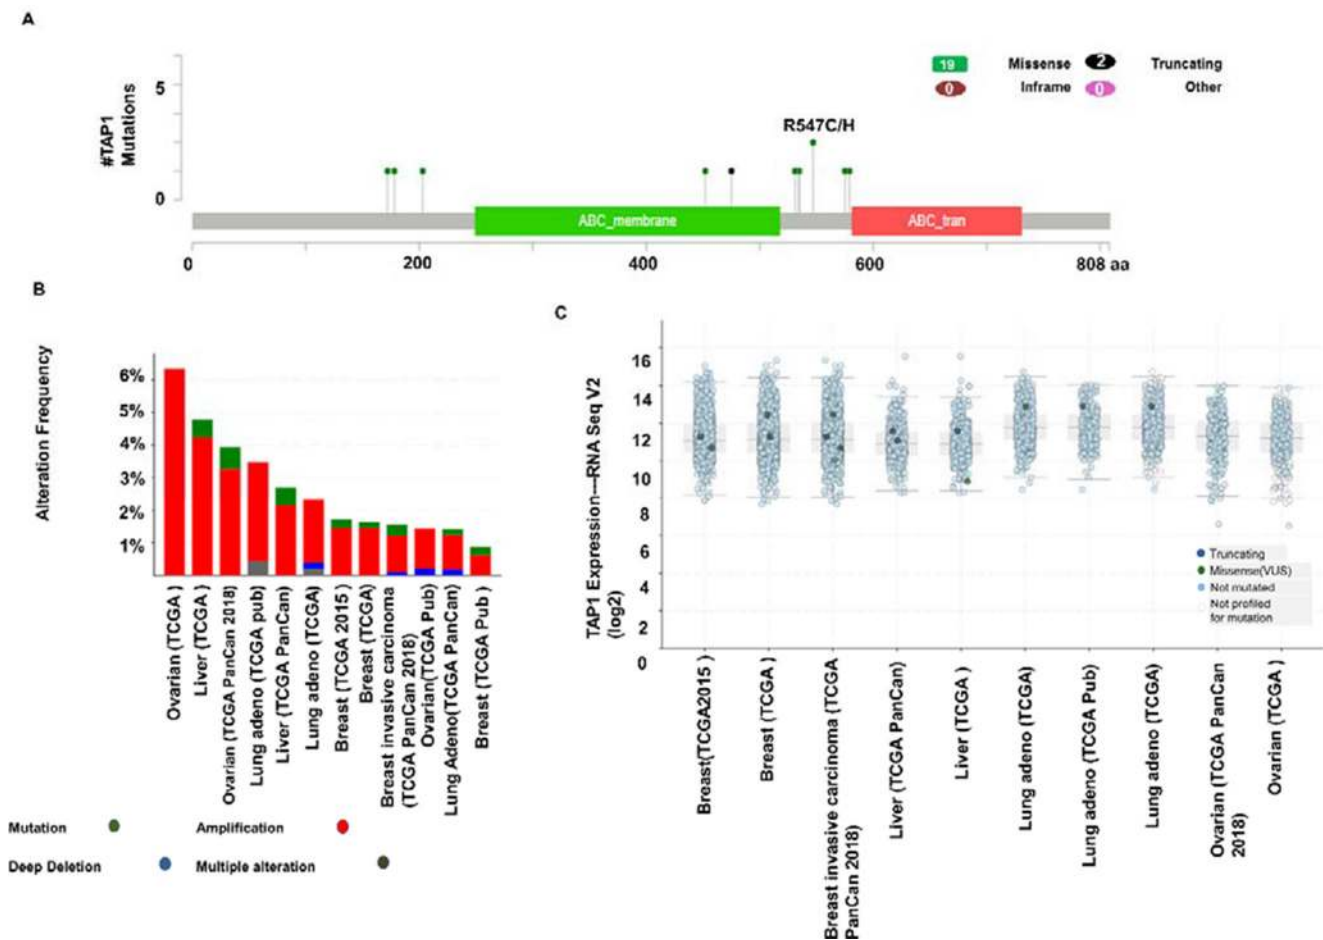 A
19 Missense 2 Truncating
0 Inframe 0 Other
#TAP1
Mutations
5
0
R547C/H
ABC_membrane
ABC_tran
0 200 400 600 808 aa
B
Alteration Frequency
6%
5%
4%
3%
2%
1%
Ovarian (TCGA )
Liver (TCGA )
Ovarian (TCGA PanCan 2018)
Lung adeno (TCGA pub)
Liver (TCGA PanCan)
Lung adeno (TCGA)
Breast (TCGA 2015 )
Breast (TCGA)
Breast invasive carcinoma
(TCGA PanCan 2018)
Ovarian(TCGA Pub)
Lung Adeno(TCGA PanCan)
Breast (TCGA Pub )
Mutation
Amplification
Deep Deletion
Multiple alteration
C
TAP1 Expression---RNA Seq V2
(log2)
16
14
12
10
8
6
4
2
0
Truncating
Missense(VUS)
Not mutated
Not profiled
for mutation
Breast(TCGA2015 )
Breast (TCGA )
Breast invasive carcinoma (TCGA
PanCan 2018)
Liver (TCGA PanCan)
Liver (TCGA )
Lung adeno (TCGA)
Lung adeno (TCGA Pub)
Lung adeno (TCGA)
Ovarian (TCGA PanCan
2018)
Ovarian (TCGA )